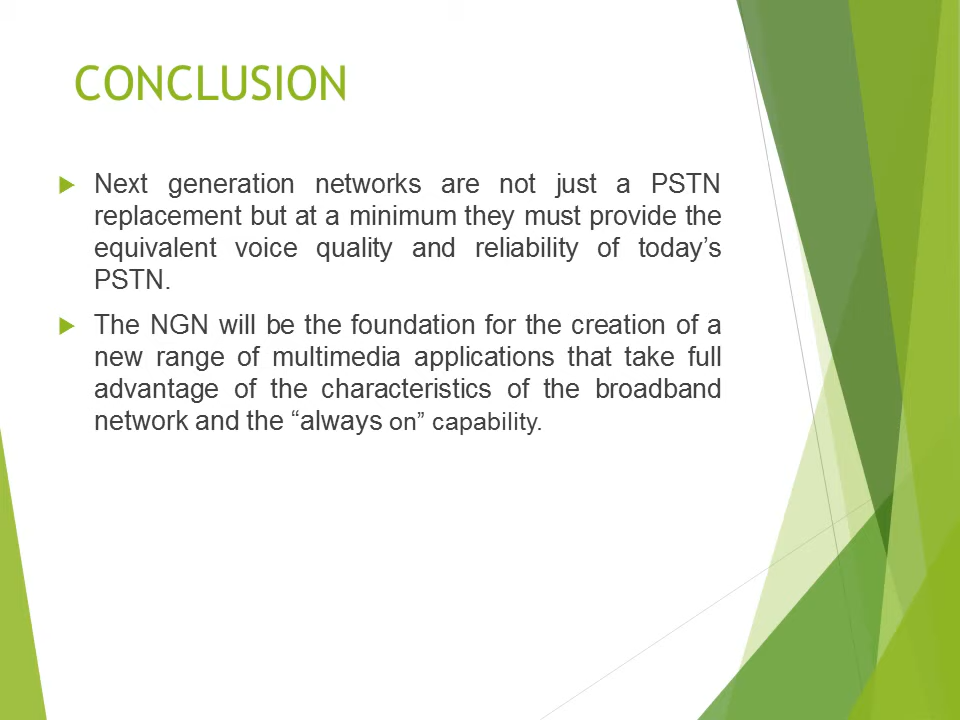 CONCLUSION
Next generation networks are not just a PSTN
replacement but at a minimum they must provide the
equivalent voice quality and reliability of today’s
PSTN.
The NGN will be the foundation for the creation of a
new range of multimedia applications that take full
advantage of the characteristics of the broadband
network and the “always on” capability.